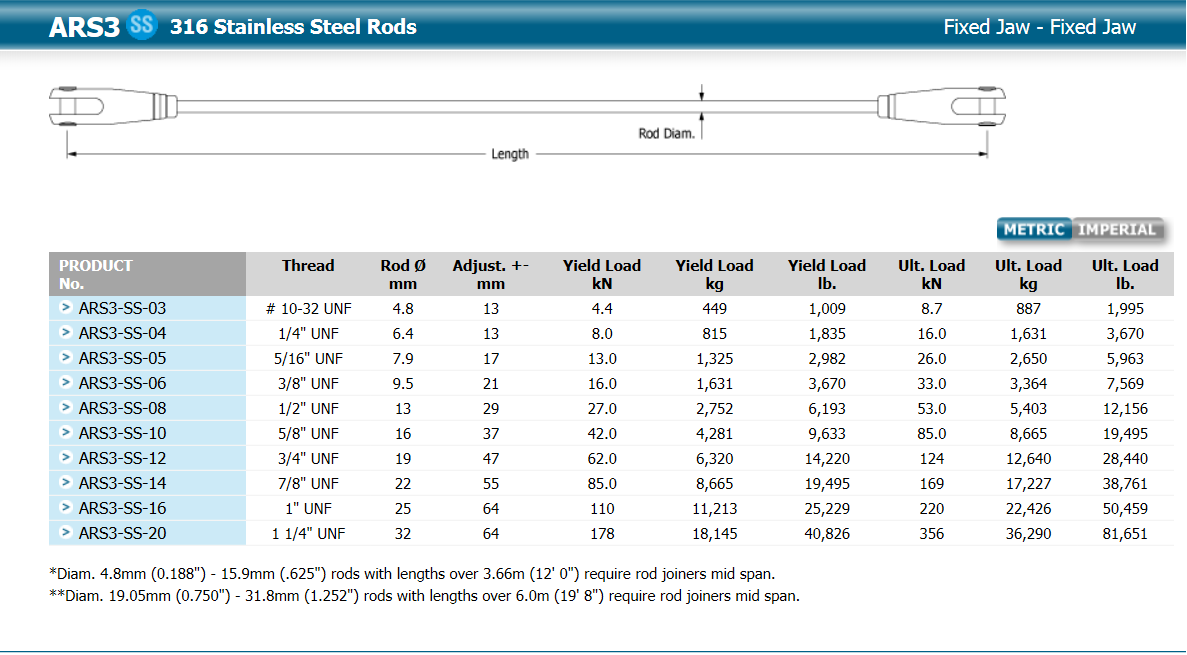 ARS3 SS 316 Stainless Steel Rods Fixed Jaw - Fixed Jaw
Rod Diam.
Length
METRIC IMPERIAL
PRODUCT No. Thread Rod Ø mm Adjust. +- mm Yield Load kN Yield Load kg Yield Load lb. Ult. Load kN Ult. Load kg Ult. Load lb.
> ARS3-SS-03 # 10-32 UNF 4.8 13 4.4 449 1,009 8.7 887 1,995
> ARS3-SS-04 1/4" UNF 6.4 13 8.0 815 1,835 16.0 1,631 3,670
> ARS3-SS-05 5/16" UNF 7.9 17 13.0 1,325 2,982 26.0 2,650 5,963
> ARS3-SS-06 3/8" UNF 9.5 21 16.0 1,631 3,670 33.0 3,364 7,569
> ARS3-SS-08 1/2" UNF 13 29 27.0 2,752 6,193 53.0 5,403 12,156
> ARS3-SS-10 5/8" UNF 16 37 42.0 4,281 9,633 85.0 8,665 19,495
> ARS3-SS-12 3/4" UNF 19 47 62.0 6,320 14,220 124 12,640 28,440
> ARS3-SS-14 7/8" UNF 22 55 85.0 8,665 19,495 169 17,227 38,761
> ARS3-SS-16 1" UNF 25 64 110 11,213 25,229 220 22,426 50,459
> ARS3-SS-20 1 1/4" UNF 32 64 178 18,145 40,826 356 36,290 81,651
*Diam. 4.8mm (0.188") - 15.9mm (.625") rods with lengths over 3.66m (12' 0") require rod joiners mid span.
**Diam. 19.05mm (0.750") - 31.8mm (1.252") rods with lengths over 6.0m (19' 8") require rod joiners mid span.